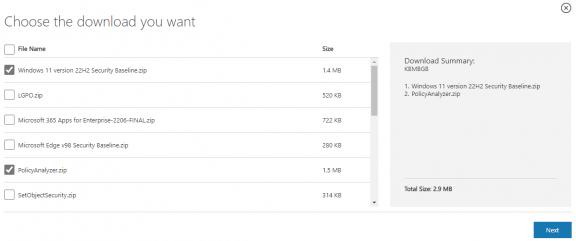 Choose the download you want
File Name Size
Windows 11 version 22H2 Security Baseline.zip 1.4 MB
LGPO.zip 520 KB
Microsoft 365 Apps for Enterprise-2206-FINAL.zip 722 KB
Microsoft Edge v98 Security Baseline.zip 280 KB
PolicyAnalyzer.zip 1.5 MB
SetObjectSecurity.zip 314 KB
Download Summary:
KBMBGB
1. Windows 11 version 22H2 Security Baseline.zip
2. PolicyAnalyzer.zip
Total Size: 2.9 MB
Next